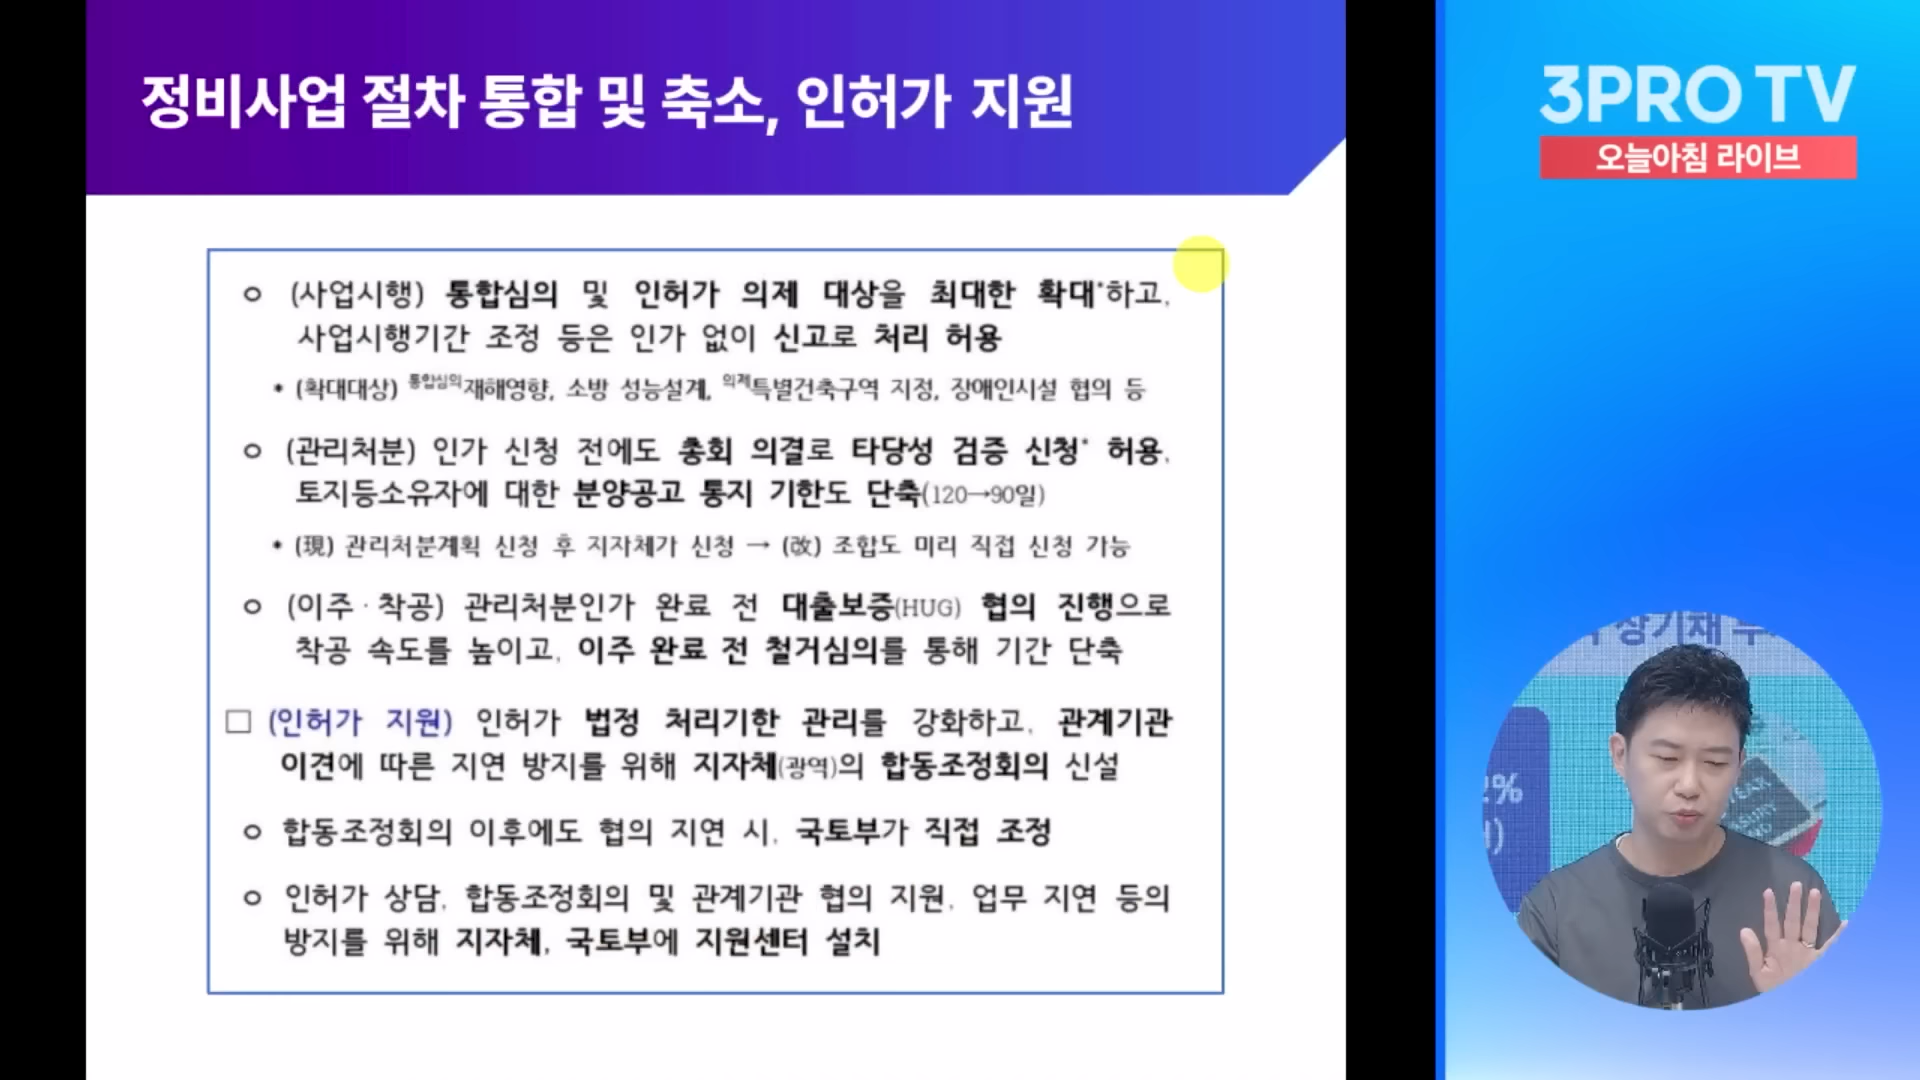 정비사업 절차 통합 및 축소, 인허가 지원
3PRO TV
오늘아침 라이브
ㅇ (사업시행) 통합심의 및 인허가 의제 대상을 최대한 확대*하고,
사업시행기간 조정 등은 인가 없이 신고로 처리 허용
* (확대대상) 통합심의재해영향, 소방 성능설계, 의제특별건축구역 지정, 장애인시설 협의 등
ㅇ (관리처분) 인가 신청 전에도 총회 의결로 타당성 검증 신청* 허용,
토지등소유자에 대한 분양공고 통지 기한도 단축(120→90일)
* (現) 관리처분계획 신청 후 지자체가 신청 → (改) 조합도 미리 직접 신청 가능
ㅇ (이주·착공) 관리처분인가 완료 전 대출보증(HUG) 협의 진행으로
착공 속도를 높이고, 이주 완료 전 철거심의를 통해 기간 단축
□ (인허가 지원) 인허가 법정 처리기한 관리를 강화하고, 관계기관
이견에 따른 지연 방지를 위해 지자체(광역)의 합동조정회의 신설
ㅇ 합동조정회의 이후에도 협의 지연 시, 국토부가 직접 조정
ㅇ 인허가 상담, 합동조정회의 및 관계기관 협의 지원, 업무 지연 등의
방지를 위해 지자체, 국토부에 지원센터 설치